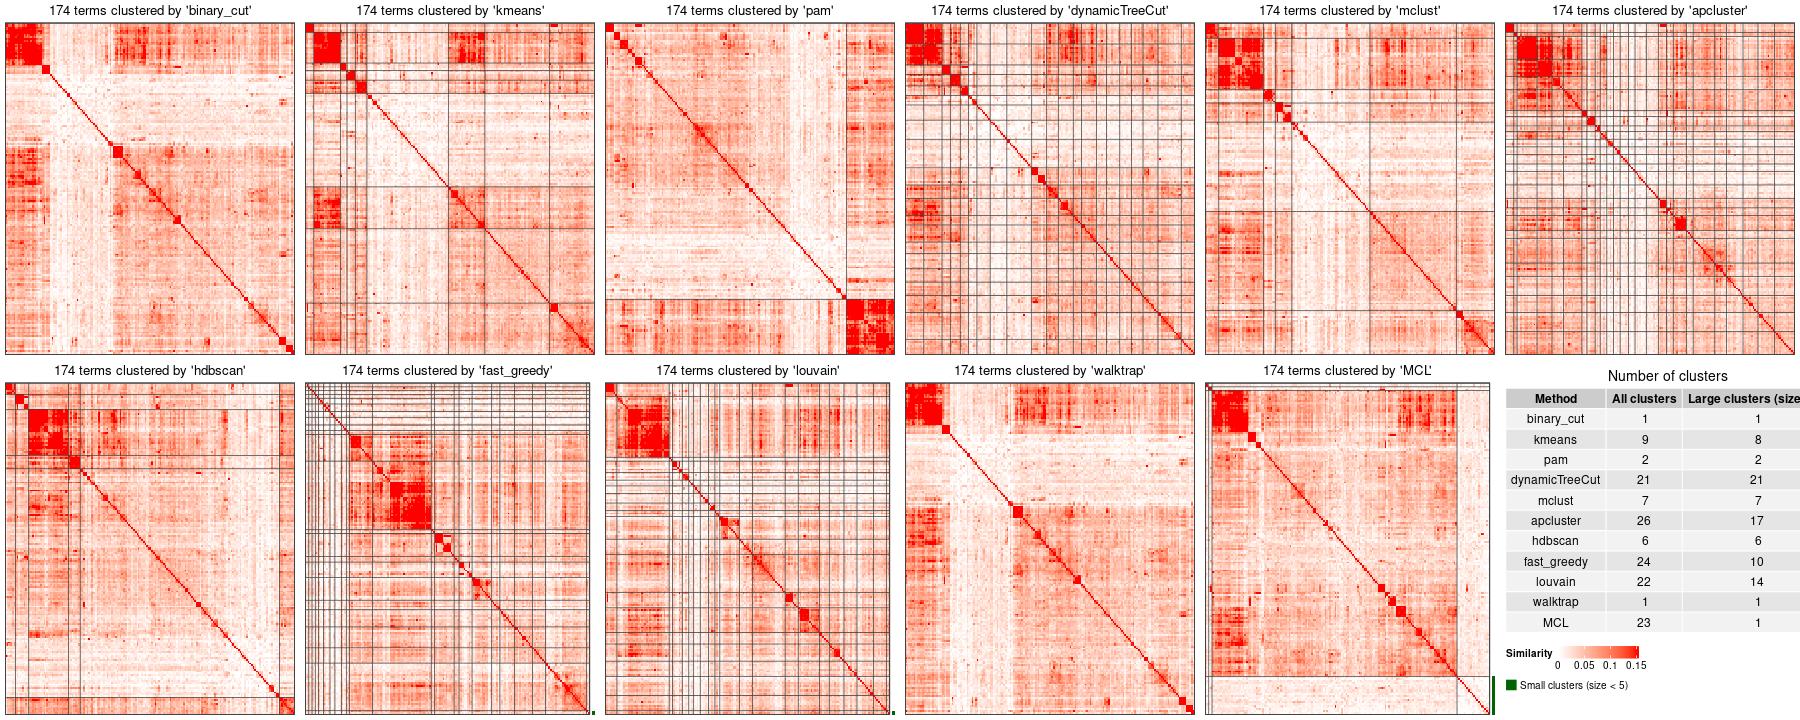 174 terms clustered by 'binary_cut'
174 terms clustered by 'kmeans'
174 terms clustered by 'pam'
174 terms clustered by 'dynamicTreeCut'
174 terms clustered by 'mclust'
174 terms clustered by 'apcluster'
174 terms clustered by 'hdbscan'
174 terms clustered by 'fast_greedy'
174 terms clustered by 'louvain'
174 terms clustered by 'walktrap'
174 terms clustered by 'MCL'
Number of clusters
Method All clusters Large clusters (size
binary_cut 1 1
kmeans 9 8
pam 2 2
dynamicTreeCut 21 21
mclust 7 7
apcluster 26 17
hdbscan 6 6
fast_greedy 24 10
louvain 22 14
walktrap 1 1
MCL 23 1
Similarity
0 0.05 0.1 0.15
Small clusters (size < 5)